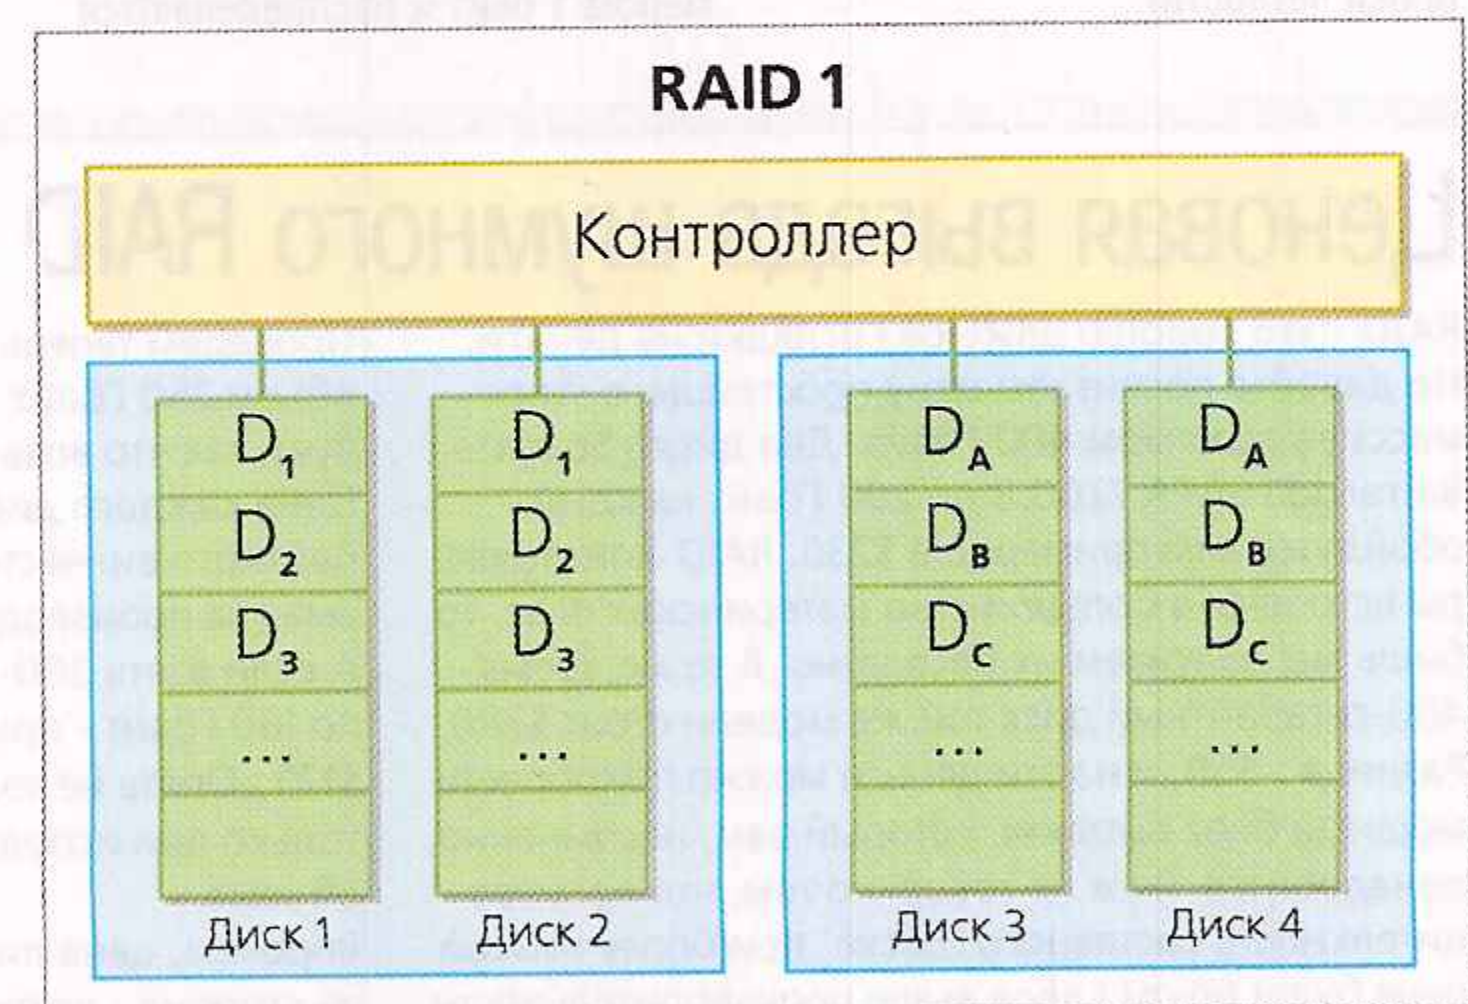 RAID 1
Контроллер
D1 D1 DA DA
D2 D2 DB DB
D3 D3 DC DC
... ... ... ...
Диск 1 Диск 2 Диск 3 Диск 4